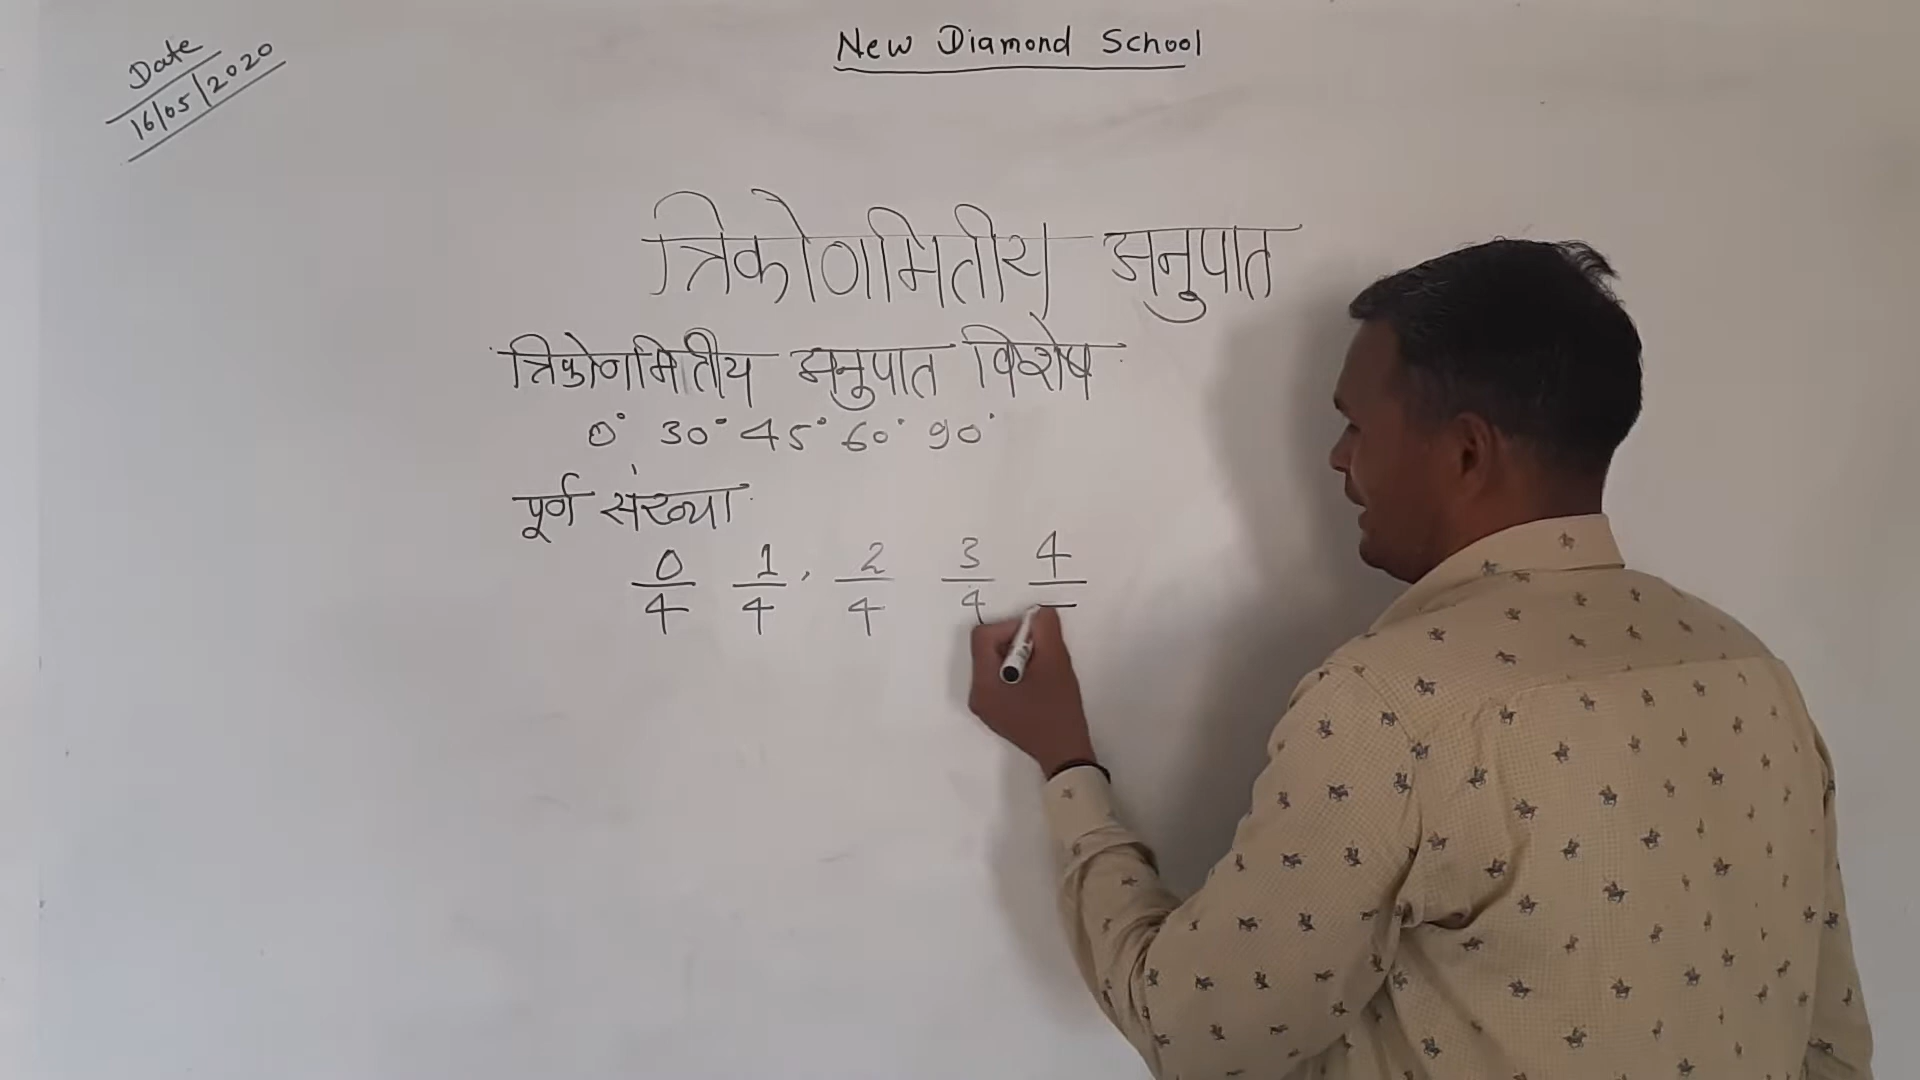 New Diamond School
Date
16/05/2020
त्रिकोणमितीय अनुपात
त्रिकोणमितीय अनुपात विशेष
0° 30° 45° 60° 90°
पूर्ण संख्या
0 1 , 2 3 4
4 4 4 4